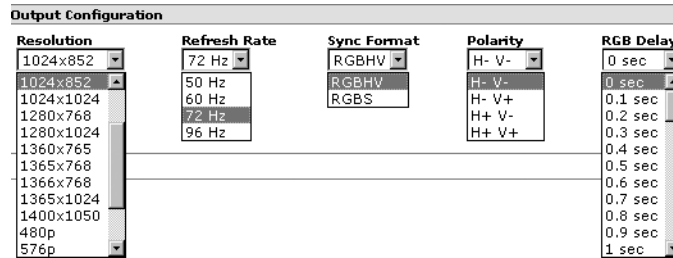 Output Configuration
Resolution Refresh Rate Sync Format Polarity RGB Delay
1024x852 72 Hz RGBHV H- V- 0 sec
1024x852 50 Hz RGBHV H- V- 0 sec
1024x1024 60 Hz RGBS H- V+ 0.1 sec
1280x768 72 Hz H+ V- 0.2 sec
1280x1024 96 Hz H+ V+ 0.3 sec
1360x765 0.4 sec
1365x768 0.5 sec
1366x768 0.6 sec
1365x1024 0.7 sec
1400x1050 0.8 sec
480p 0.9 sec
576p 1 sec